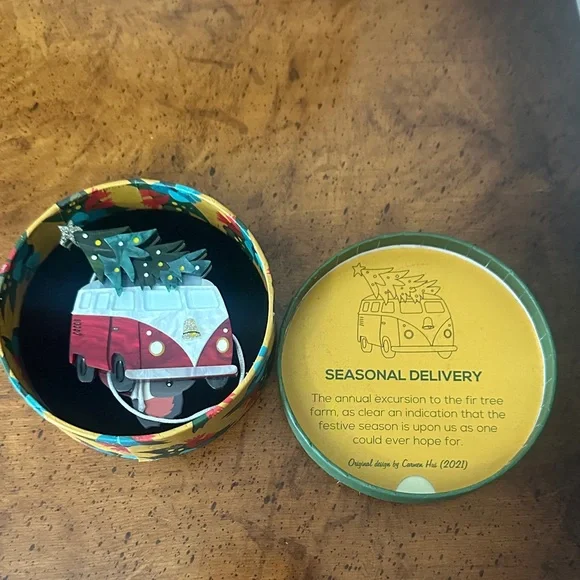 SEASONAL DELIVERY
The annual excursion to the fir tree
farm, as clear an indication that the
festive season is upon us as one
could ever hope for.
Original design by Carmen Hui (2021)